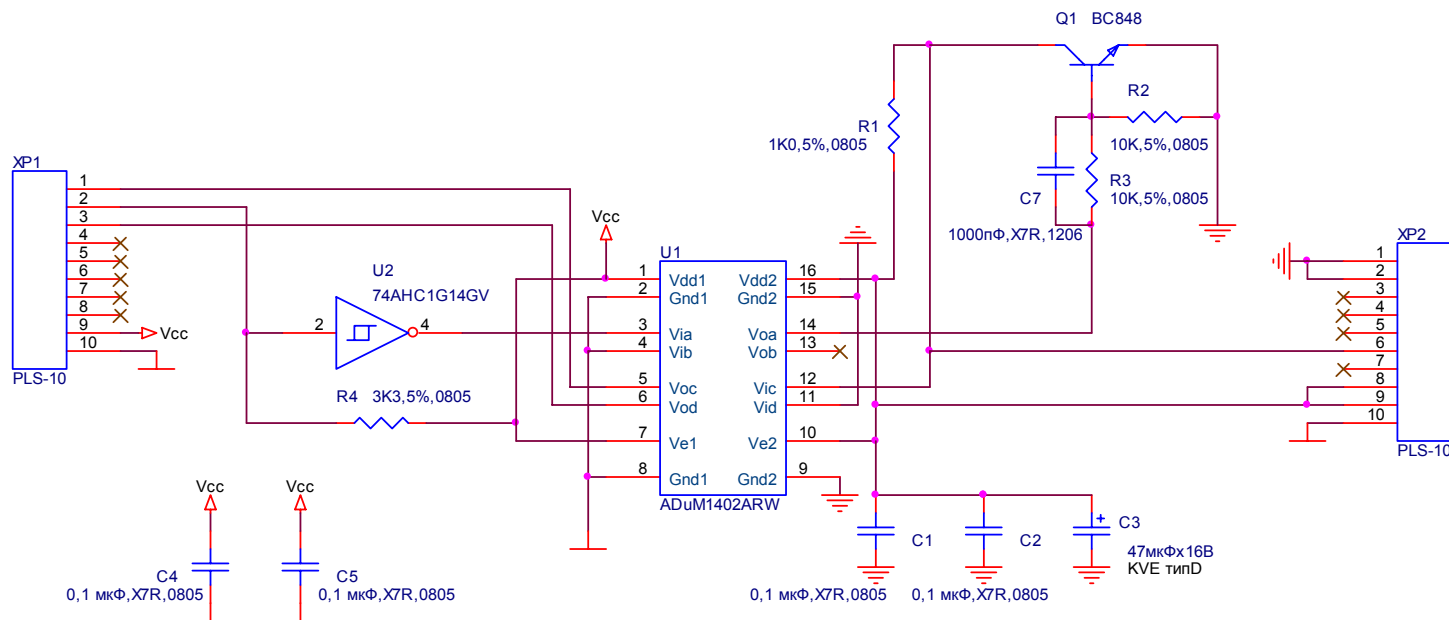 Q1 BC848
R1
1K0,5%,0805
R2
10K,5%,0805
C7
1000пФ,X7R,1206
R3
10K,5%,0805
XP1
1
2
3
4
5
6
7
8
9
10
Vcc
PLS-10
U2
74AHC1G14GV
2
4
R4 3K3,5%,0805
Vcc
U1
1 Vdd1 Vdd2 16
2 Gnd1 Gnd2 15
3 Via Voa 14
4 Vib Vob 13
5 Voc Vic 12
6 Vod Vid 11
7 Ve1 Ve2 10
8 Gnd1 Gnd2 9
ADuM1402ARW
XP2
1
2
3
4
5
6
7
8
9
10
PLS-10
Vcc
C4
0,1 мкФ,X7R,0805
Vcc
C5
0,1 мкФ,X7R,0805
C1
0,1 мкФ,X7R,0805
C2
0,1 мкФ,X7R,0805
+
C3
47мкФx16В
KVE типD